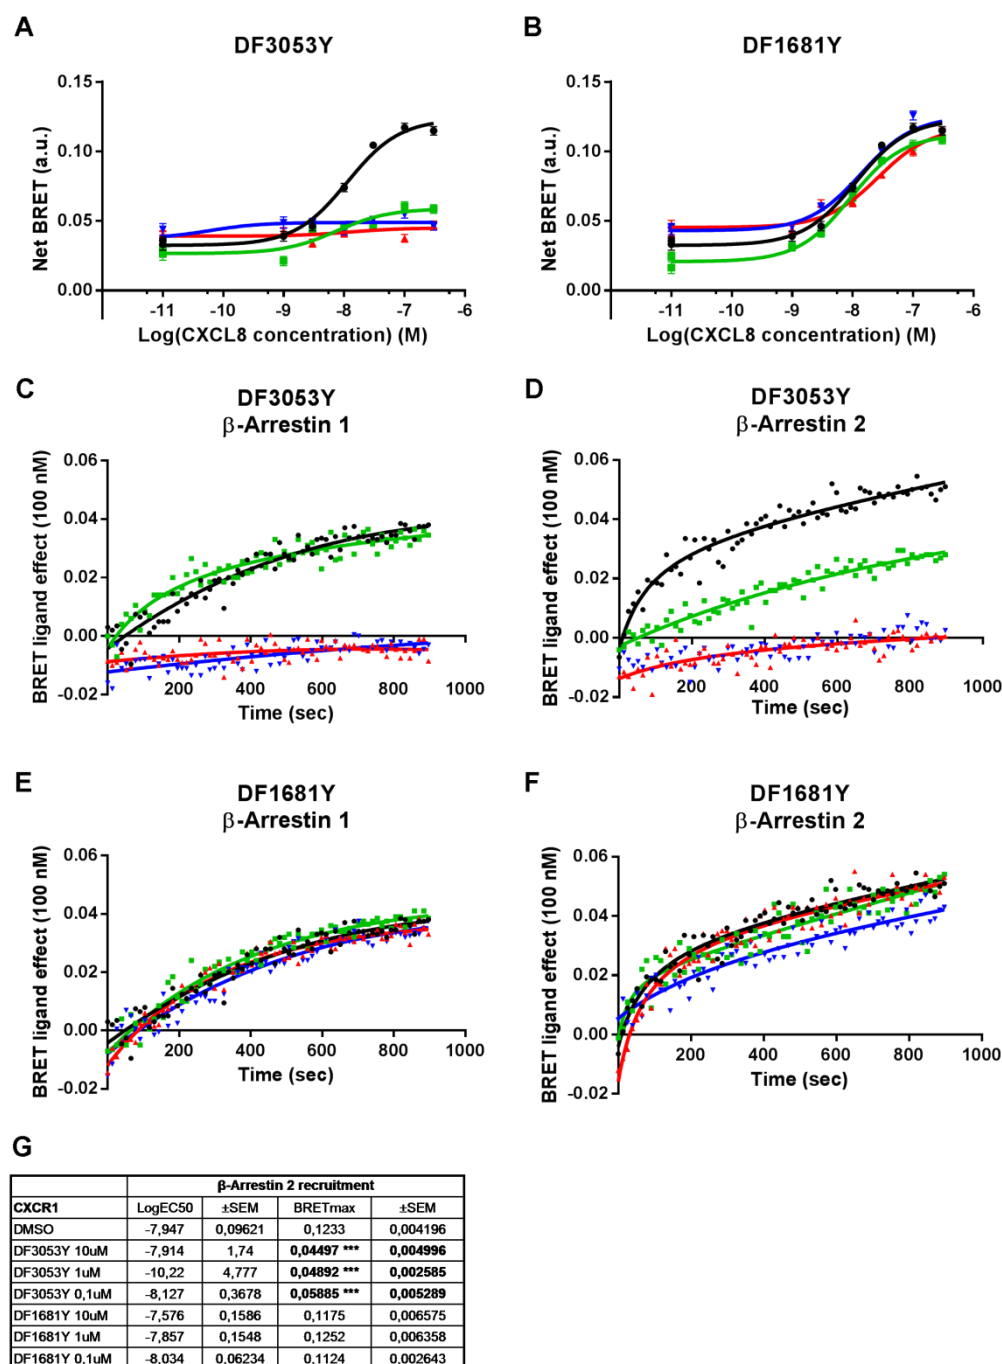 A
DF3053Y
0.15
0.10
0.05
0.00
Net BRET (a.u.)
-11 -10 -9 -8 -7 -6
Log(CXCL8 concentration) (M)
B
DF1681Y
0.15
0.10
0.05
0.00
Net BRET (a.u.)
-11 -10 -9 -8 -7 -6
Log(CXCL8 concentration) (M)
C
DF3053Y
β-Arrestin 1
0.06
0.04
0.02
0.00
-0.02
BRET ligand effect (100 nM)
200 400 600 800 1000
Time (sec)
D
DF3053Y
β-Arrestin 2
0.06
0.04
0.02
0.00
-0.02
BRET ligand effect (100 nM)
200 400 600 800 1000
Time (sec)
E
DF1681Y
β-Arrestin 1
0.06
0.04
0.02
0.00
-0.02
BRET ligand effect (100 nM)
200 400 600 800 1000
Time (sec)
F
DF1681Y
β-Arrestin 2
0.06
0.04
0.02
0.00
-0.02
BRET ligand effect (100 nM)
200 400 600 800 1000
Time (sec)
G
β-Arrestin 2 recruitment
CXCR1 LogEC50 ±SEM BRETmax ±SEM
DMSO -7,947 0,09621 0,1233 0,004196
DF3053Y 10uM -7,914 1,74 0,04497 *** 0,004996
DF3053Y 1uM -10,22 4,777 0,04892 *** 0,002585
DF3053Y 0,1uM -8,127 0,3678 0,05885 *** 0,005289
DF1681Y 10uM -7,576 0,1586 0,1175 0,006575
DF1681Y 1uM -7,857 0,1548 0,1252 0,006358
DF1681Y 0,1uM -8,034 0,06234 0,1124 0,002643